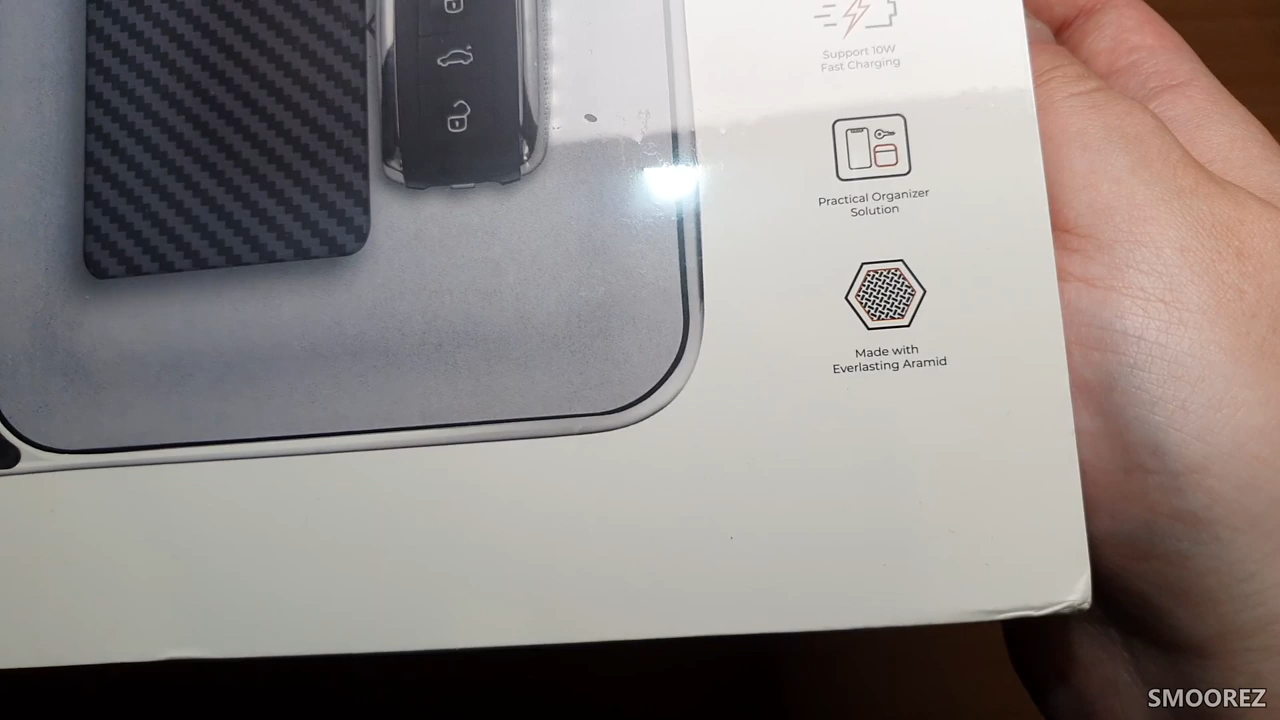 Support 10W
Fast Charging
Practical Organizer
Solution
Made with
Everlasting Aramid
SMOOREZ